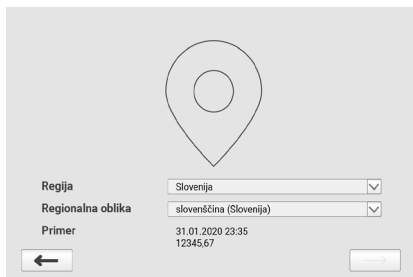 Regija Slovenija
Regionalna oblika slovenščina (Slovenija)
Primer 31.01.2020 23:35
12345,67